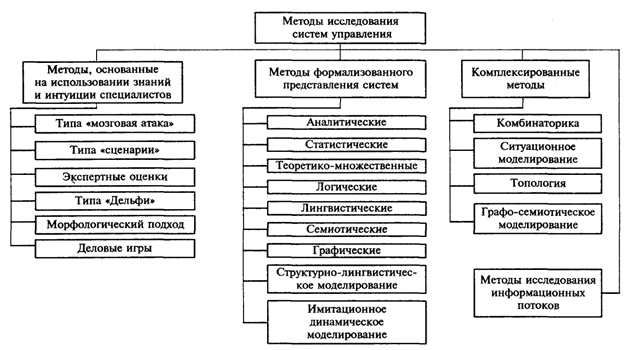 Методы исследования
систем управления
Методы, основанные
на использовании знаний
и интуиции специалистов
Типа «мозговая атака»
Типа «сценарии»
Экспертные оценки
Типа «Дельфи»
Морфологический подход
Деловые игры
Методы формализованного
представления систем
Аналитические
Статистические
Теоретико-множественные
Логические
Лингвистические
Семиотические
Графические
Структурно-лингвистичес-
кое моделирование
Имитационное
динамическое
моделирование
Комплексированные
методы
Комбинаторика
Ситуационное
моделирование
Топология
Графо-семиотическое
моделирование
Методы исследования
информационных
потоков